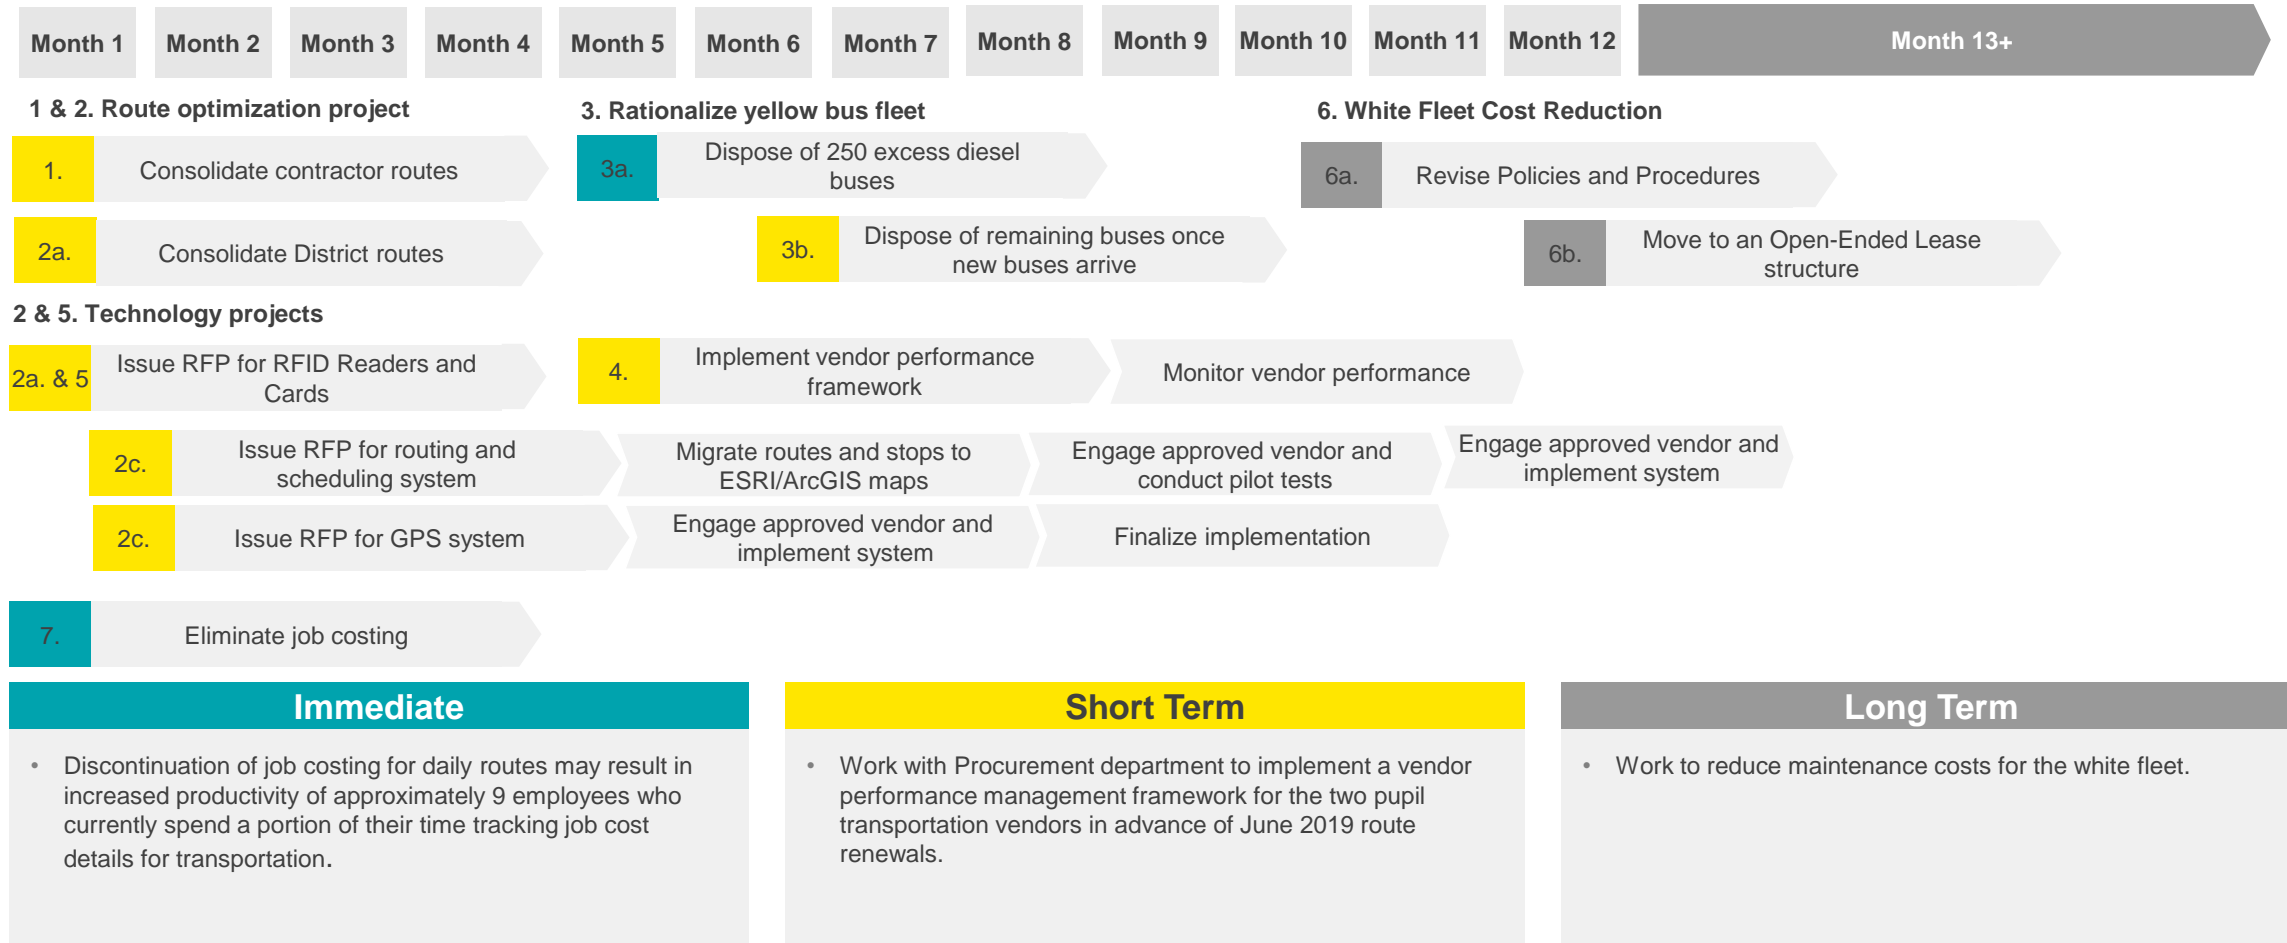 Month 1
Month 2
Month 3
Month 4
Month 5
Month 6
Month 7
Month 8
Month 9
Month 10
Month 11
Month 12
Month 13+
1 & 2. Route optimization project
1.
Consolidate contractor routes
2a.
Consolidate District routes
3. Rationalize yellow bus fleet
3a.
Dispose of 250 excess diesel
buses
3b.
Dispose of remaining buses once
new buses arrive
6. White Fleet Cost Reduction
6a.
Revise Policies and Procedures
6b.
Move to an Open-Ended Lease
structure
2 & 5. Technology projects
2a. & 5
Issue RFP for RFID Readers and
Cards
4.
Implement vendor performance
framework
Monitor vendor performance
2c.
Issue RFP for routing and
scheduling system
Migrate routes and stops to
ESRI/ArcGIS maps
Engage approved vendor and
conduct pilot tests
Engage approved vendor and
implement system
2c.
Issue RFP for GPS system
Engage approved vendor and
implement system
Finalize implementation
7.
Eliminate job costing
Immediate
• Discontinuation of job costing for daily routes may result in
increased productivity of approximately 9 employees who
currently spend a portion of their time tracking job cost
details for transportation.
Short Term
• Work with Procurement department to implement a vendor
performance management framework for the two pupil
transportation vendors in advance of June 2019 route
renewals.
Long Term
• Work to reduce maintenance costs for the white fleet.